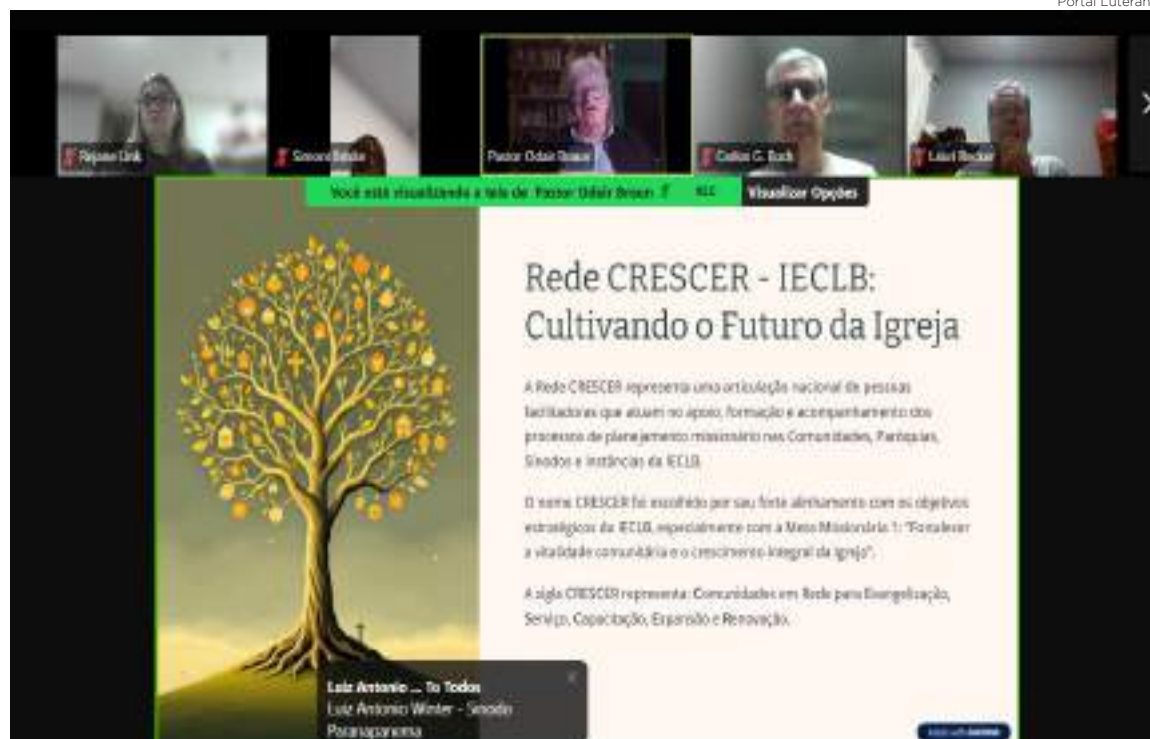 Portal Luteran
Rejane Link
Pastor Odair Braun
Carlos G. Buch
Lauri Becker
Você está visualizando a tela de Pastor Odair Braun
Visualizar Opções
Rede CRESCER - IECLB:
Cultivando o Futuro da Igreja
A Rede CRESCER representa uma articulação nacional de pessoas
facilitadoras que atuam no apoio, formação e acompanhamento dos
processos de planejamento missionário nas Comunidades, Paróquias,
Sínodos e instâncias da IECLB.
O nome CRESCER foi escolhido por seu forte alinhamento com os objetivos
estratégicos da IECLB, especialmente com a Meta Missionária 1: "Fortalecer
a vitalidade comunitária e o crescimento integral da Igreja".
A sigla CRESCER representa: Comunidades em Rede para Evangelização,
Serviço, Capacitação, Expansão e Renovação.
Luiz Antonio ... To Todos
Luiz Antonio Winter - Sinodo
Paranapanema